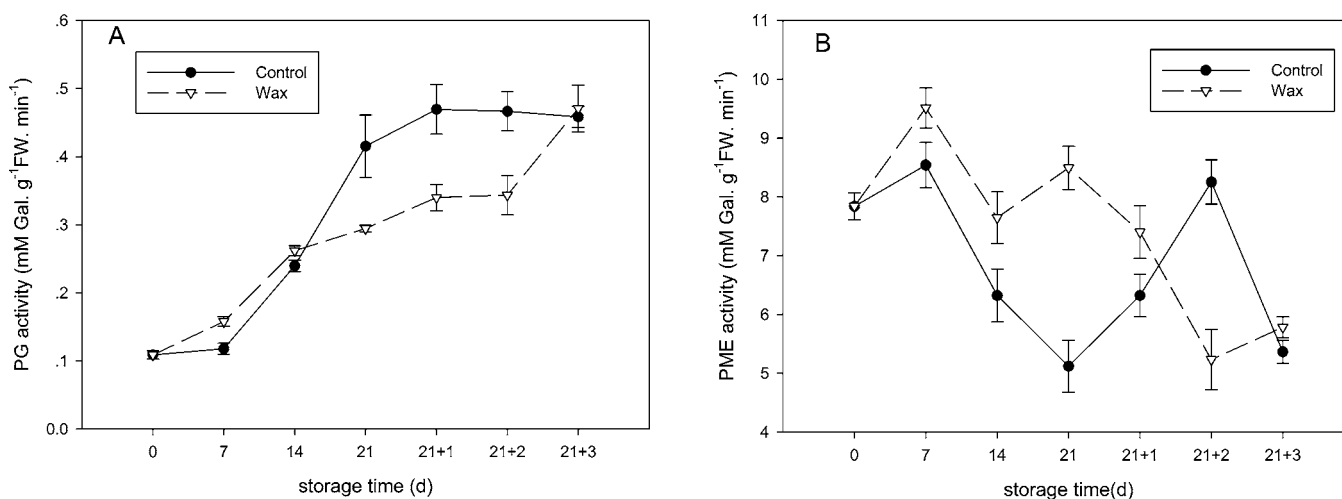 A
Control
Wax
.6
.5
.4
.3
.2
.1
0.0
PG activity (mM Gal. g⁻¹FW. min⁻¹)
0 7 14 21 21+1 21+2 21+3
storage time (d)
B
Control
Wax
11
10
9
8
7
6
5
4
PME activity (mM Gal. g⁻¹FW. min⁻¹)
0 7 14 21 21+1 21+2 21+3
storage time(d)